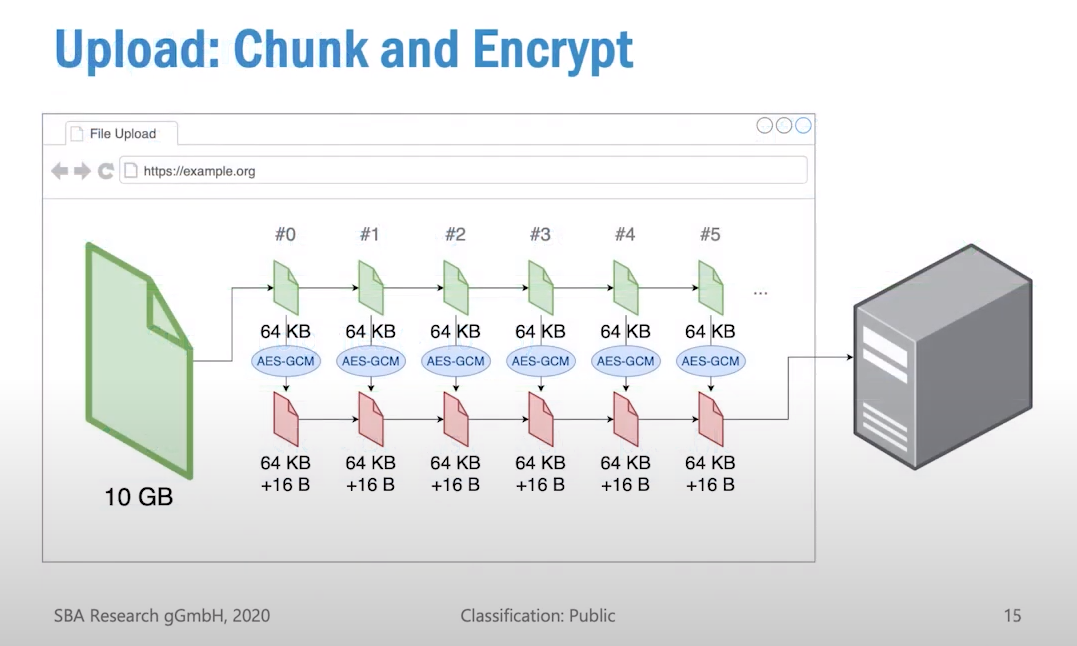 Upload: Chunk and Encrypt
File Upload
https://example.org
#0 #1 #2 #3 #4 #5
...
64 KB 64 KB 64 KB 64 KB 64 KB 64 KB
AES-GCM AES-GCM AES-GCM AES-GCM AES-GCM AES-GCM
64 KB 64 KB 64 KB 64 KB 64 KB 64 KB
+16 B +16 B +16 B +16 B +16 B +16 B
10 GB
SBA Research gGmbH, 2020 Classification: Public 15